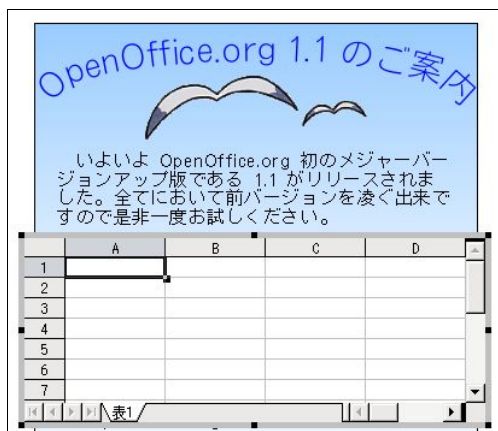 OpenOffice.org 1.1 のご案内
いよいよ OpenOffice.org 初のメジャーバー
ジョンアップ版である 1.1 がリリースされま
した。全てにおいて前バージョンを凌ぐ出来で
すので是非一度お試しください。
A B C D
1
2
3
4
5
6
7
表1